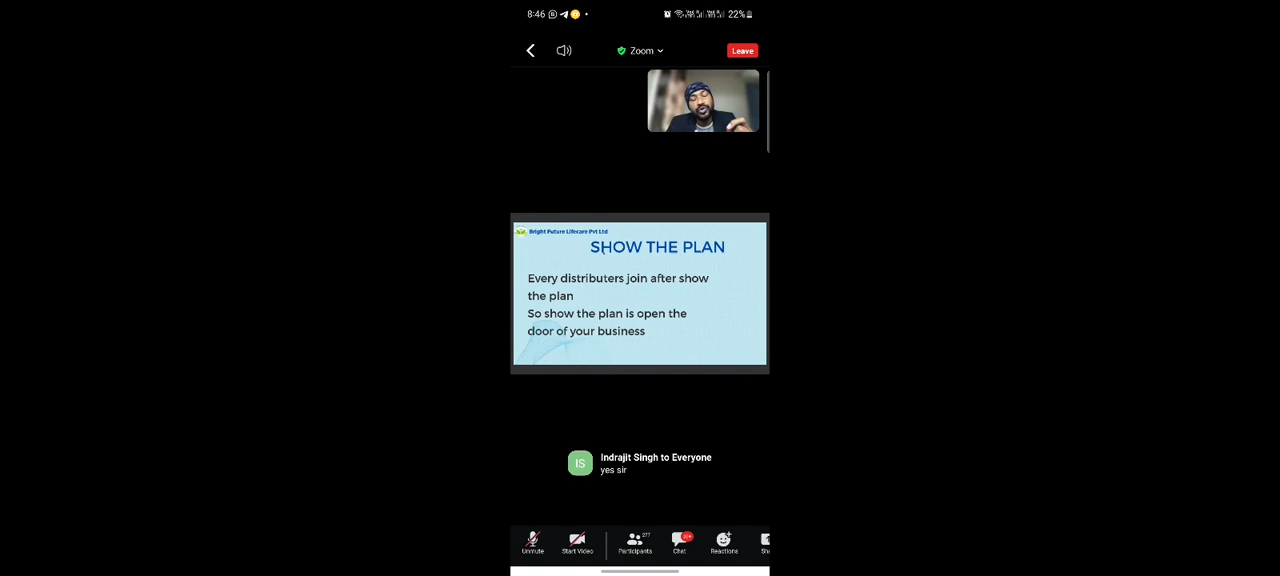 8:46
22%
Zoom
Leave
Bright Future Lifecare Pvt Ltd
SHOW THE PLAN
Every distributers join after show
the plan
So show the plan is open the
door of your business
IS
Indrajit Singh to Everyone
yes sir
277
Unmute
Start Video
Participants
Chat
Reactions